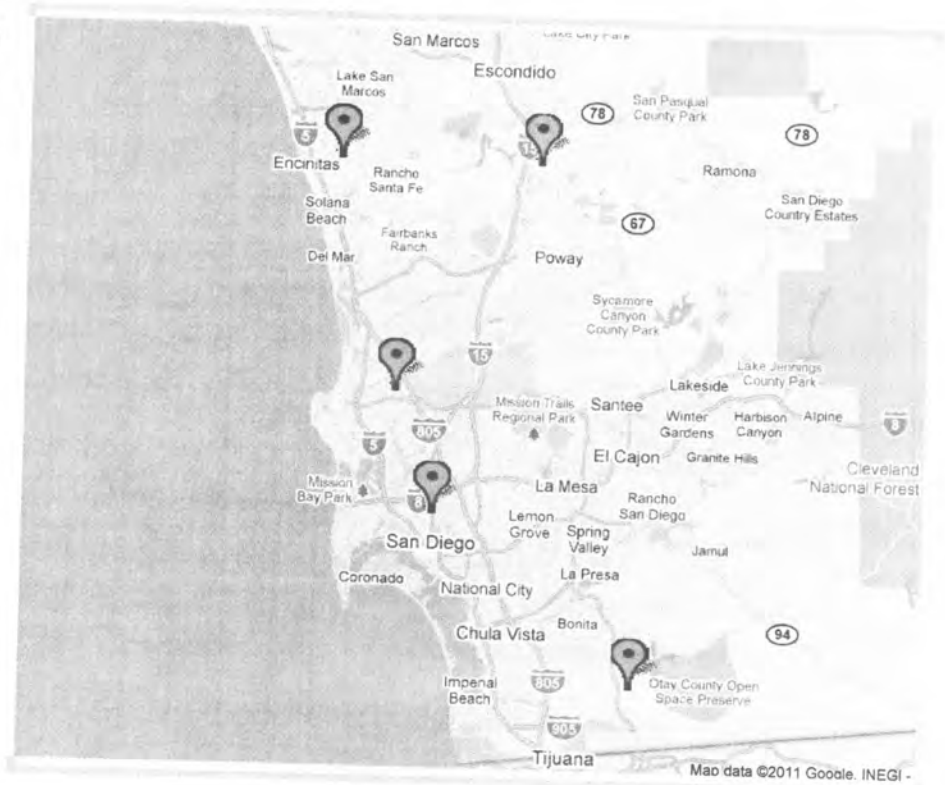 San Marcos
Lake City Park
Escondido
Lake San
Marcos
San Pasqual
County Park
78
78
5
15
Encinitas
Rancho
Santa Fe
Ramona
Solana
Beach
San Diego
Country Estates
67
Fairbanks
Ranch
Del Mar
Poway
Sycamore
Canyon
County Park
15
Lake Jennings
County Park
Lakeside
Mission Trails
Regional Park
Santee
Winter
Gardens
Harbison
Canyon
Alpine
8
805
5
El Cajon
Granite Hills
Cleveland
National Forest
Mission
Bay Park
8
La Mesa
Rancho
San Diego
Lemon
Grove
Spring
Valley
San Diego
Jamul
Coronado
La Presa
National City
Bonita
Chula Vista
94
Imperial
Beach
805
Otay County Open
Space Preserve
905
Tijuana
Map data ©2011 Google, INEGI -